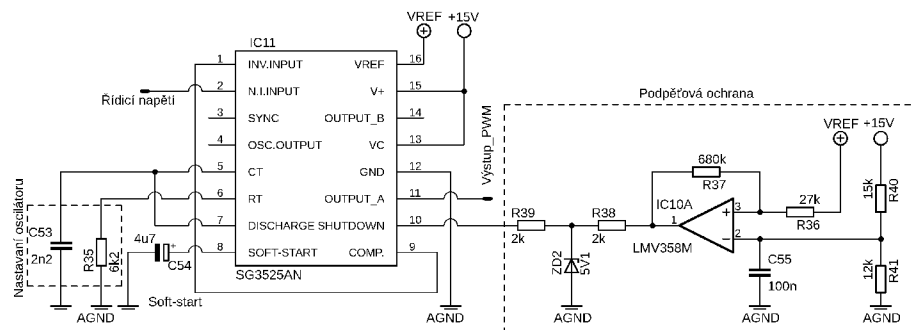 VREF +15V
IC11
1 INV.INPUT VREF 16
Řídicí napětí
2 N.I.INPUT V+ 15
3 SYNC OUTPUT_B 14
4 OSC.OUTPUT VC 13
5 CT GND 12
6 RT OUTPUT_A 11
7 DISCHARGE SHUTDOWN 10
8 SOFT-START COMP. 9
SG3525AN
Nastavaní oscilátoru
C53
2n2
R35
6k2
4u7
+
C54
Soft-start
AGND
AGND
Výstup_PWM
Podpěťová ochrana
R39
2k
R38
2k
ZD2
5V1
AGND
680k
R37
IC10A
1
+ 3
− 2
LMV358M
27k
R36
VREF +15V
15k
R40
12k
R41
C55
100n
AGND
AGND